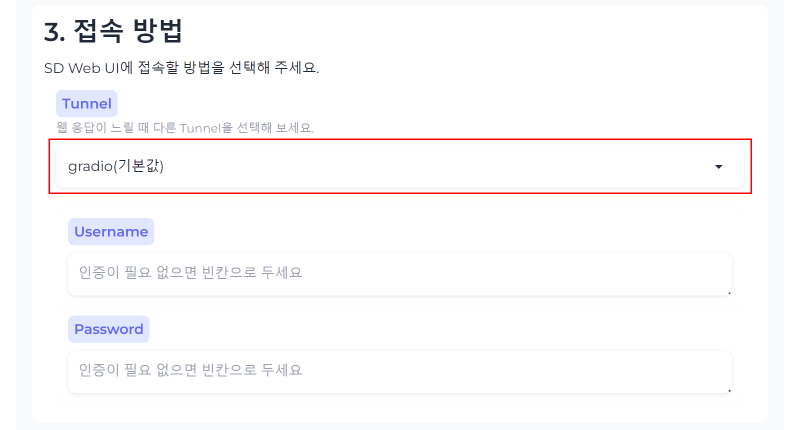 3. 접속 방법
SD Web UI에 접속할 방법을 선택해 주세요.
Tunnel
웹 응답이 느릴 때 다른 Tunnel을 선택해 보세요.
gradio(기본값)
Username
인증이 필요 없으면 빈칸으로 두세요
Password
인증이 필요 없으면 빈칸으로 두세요